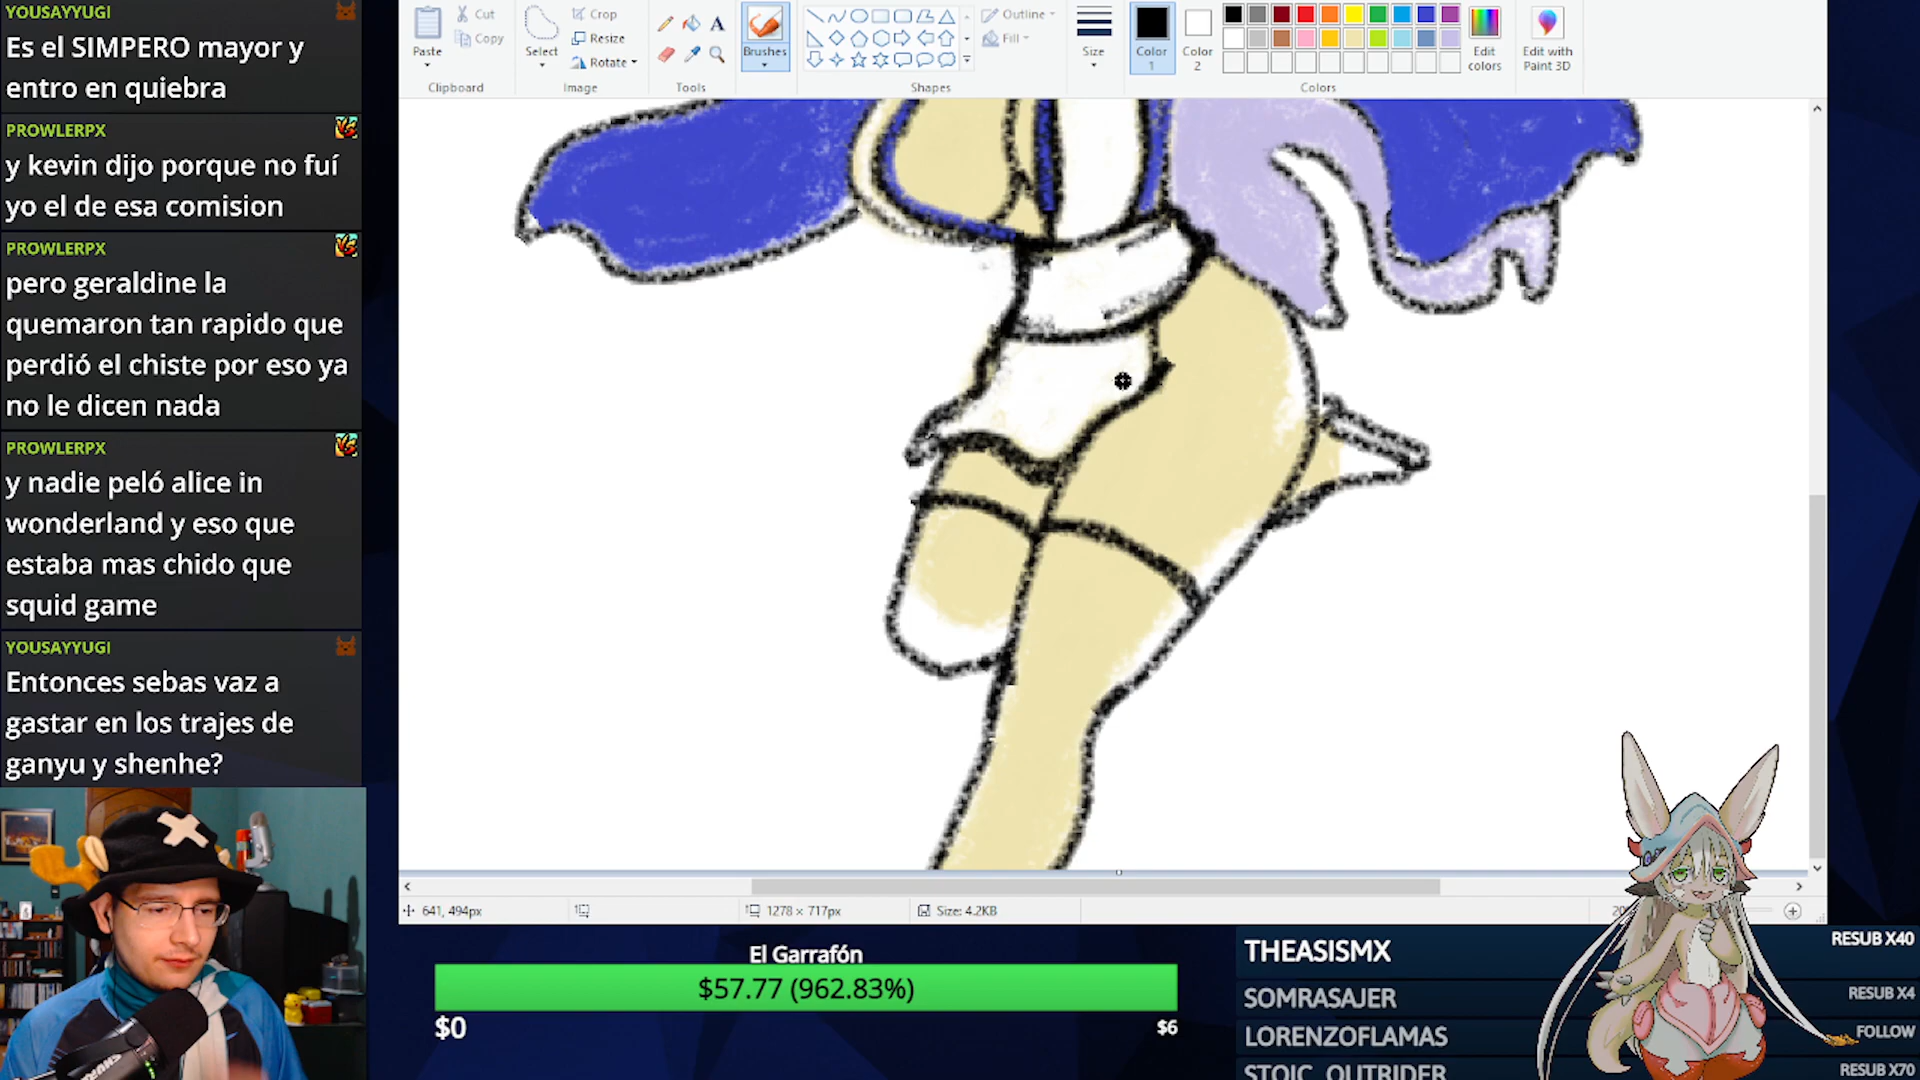 YOUSAYYUGI
Es el SIMPERO mayor y
entro en quiebra
PROWLERPX
y kevin dijo porque no fuí
yo el de esa comision
PROWLERPX
pero geraldine la
quemaron tan rapido que
perdió el chiste por eso ya
no le dicen nada
PROWLERPX
y nadie peló alice in
wonderland y eso que
estaba mas chido que
squid game
YOUSAYYUGI
Entonces sebas vaz a
gastar en los trajes de
ganyu y shenhe?
Paste
Cut
Copy
Clipboard
Select
Crop
Resize
Rotate
Image
A
Tools
Brushes
Outline
Fill
Shapes
Size
Color
1
Color
2
Edit
colors
Colors
Edit with
Paint 3D
641, 494px
1278 × 717px
Size: 4.2KB
El Garrafón
$57.77 (962.83%)
$0
$6
THEASISMX
RESUB X40
SOMRASAJER
RESUB X4
LORENZOFLAMAS
FOLLOW
STOIC_OUTRIDER
RESUB X70